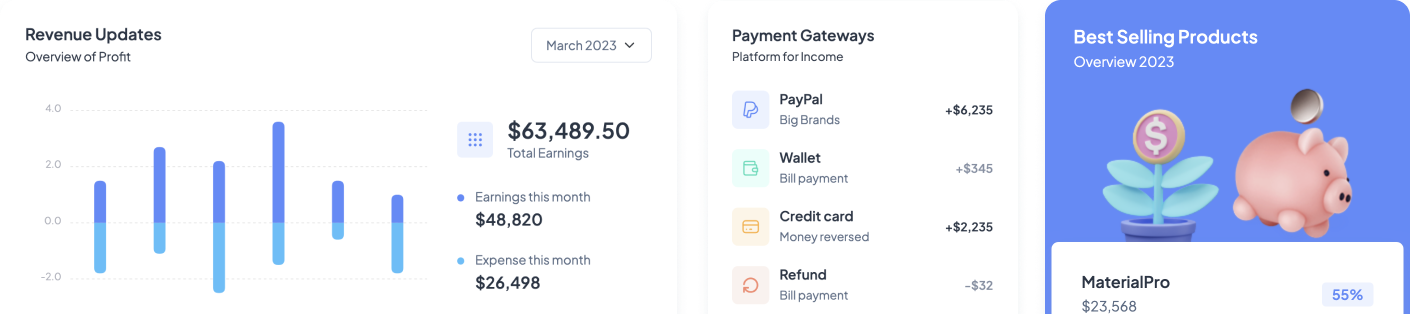 Revenue Updates
Overview of Profit
March 2023
4.0
2.0
0.0
-2.0
$63,489.50
Total Earnings
Earnings this month
$48,820
Expense this month
$26,498
Payment Gateways
Platform for Income
PayPal
Big Brands
+$6,235
Wallet
Bill payment
+$345
Credit card
Money reversed
+$2,235
Refund
Bill payment
-$32
Best Selling Products
Overview 2023
$
MaterialPro
$23,568
55%